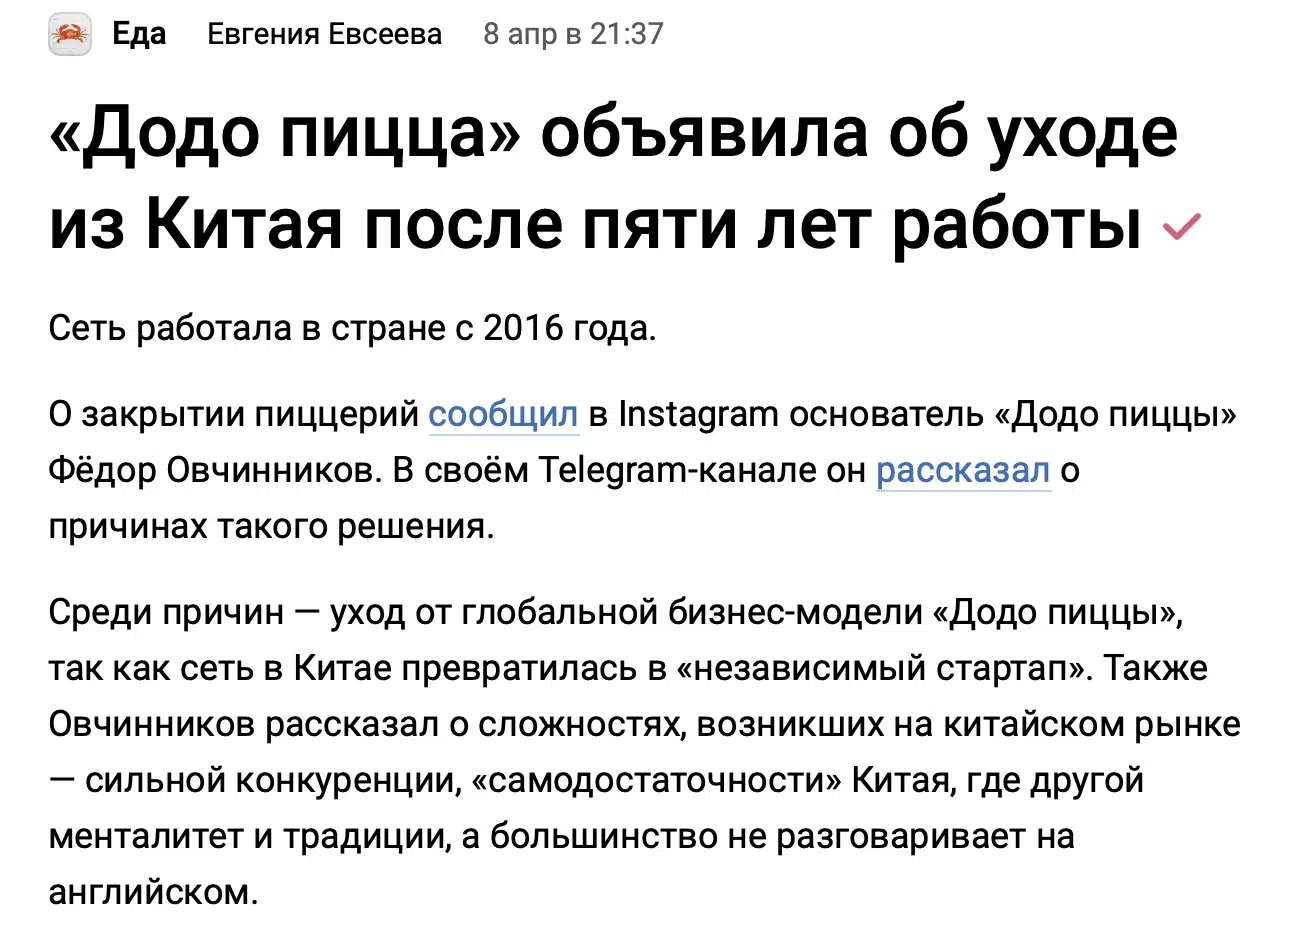 Еда Евгения Евсеева 8 апр в 21:37
«Додо пицца» объявила об уходе
из Китая после пяти лет работы
Сеть работала в стране с 2016 года.
О закрытии пиццерий сообщил в Instagram основатель «Додо пиццы»
Фёдор Овчинников. В своём Telegram-канале он рассказал о
причинах такого решения.
Среди причин — уход от глобальной бизнес-модели «Додо пиццы»,
так как сеть в Китае превратилась в «независимый стартап». Также
Овчинников рассказал о сложностях, возникших на китайском рынке
— сильной конкуренции, «самодостаточности» Китая, где другой
менталитет и традиции, а большинство не разговаривает на
английском.